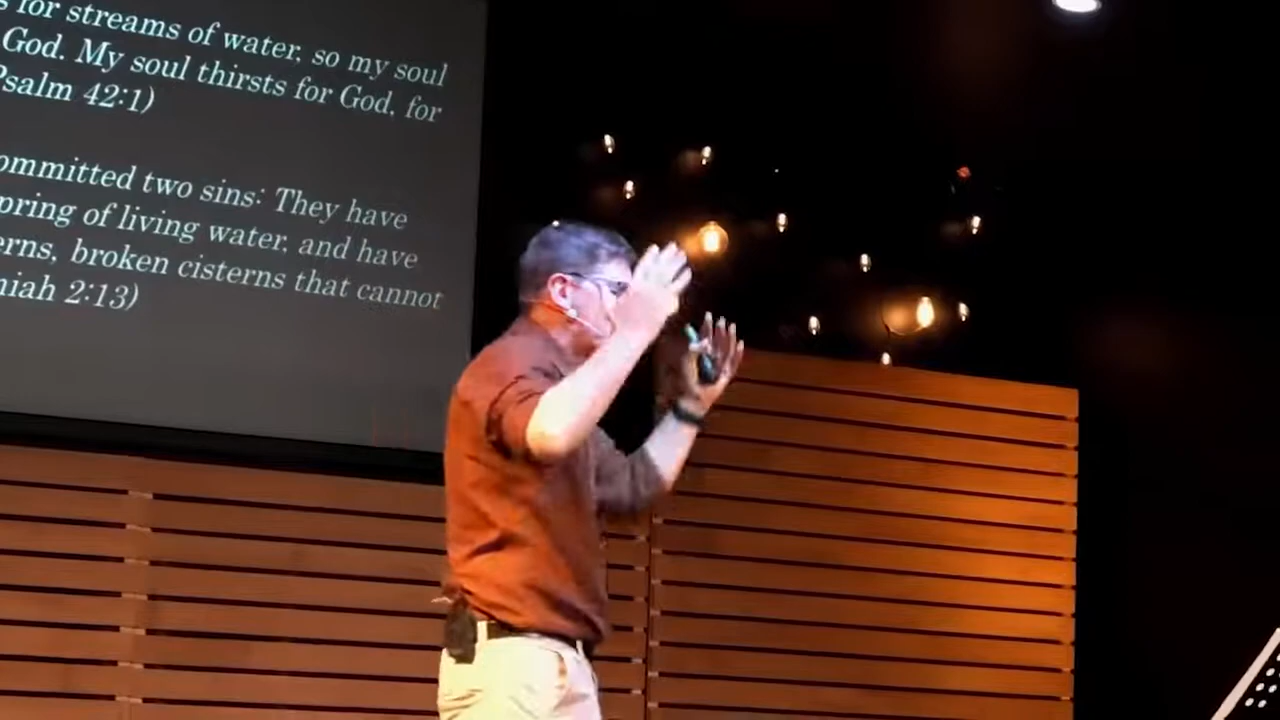 for streams of water, so my soul
God. My soul thirsts for God, for
Psalm 42:1)
ommitted two sins: They have
pring of living water, and have
erns, broken cisterns that cannot
niah 2:13)